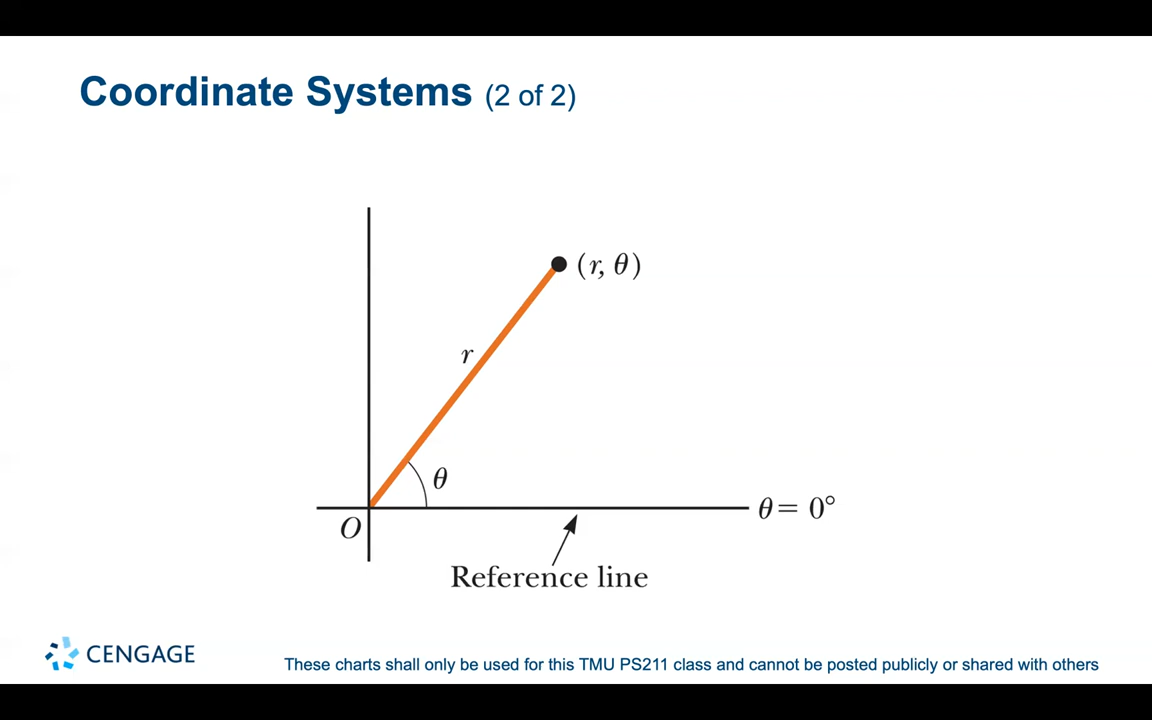 Coordinate Systems (2 of 2)
(r, θ)
r
θ
θ = 0°
O
Reference line
CENGAGE
These charts shall only be used for this TMU PS211 class and cannot be posted publicly or shared with others